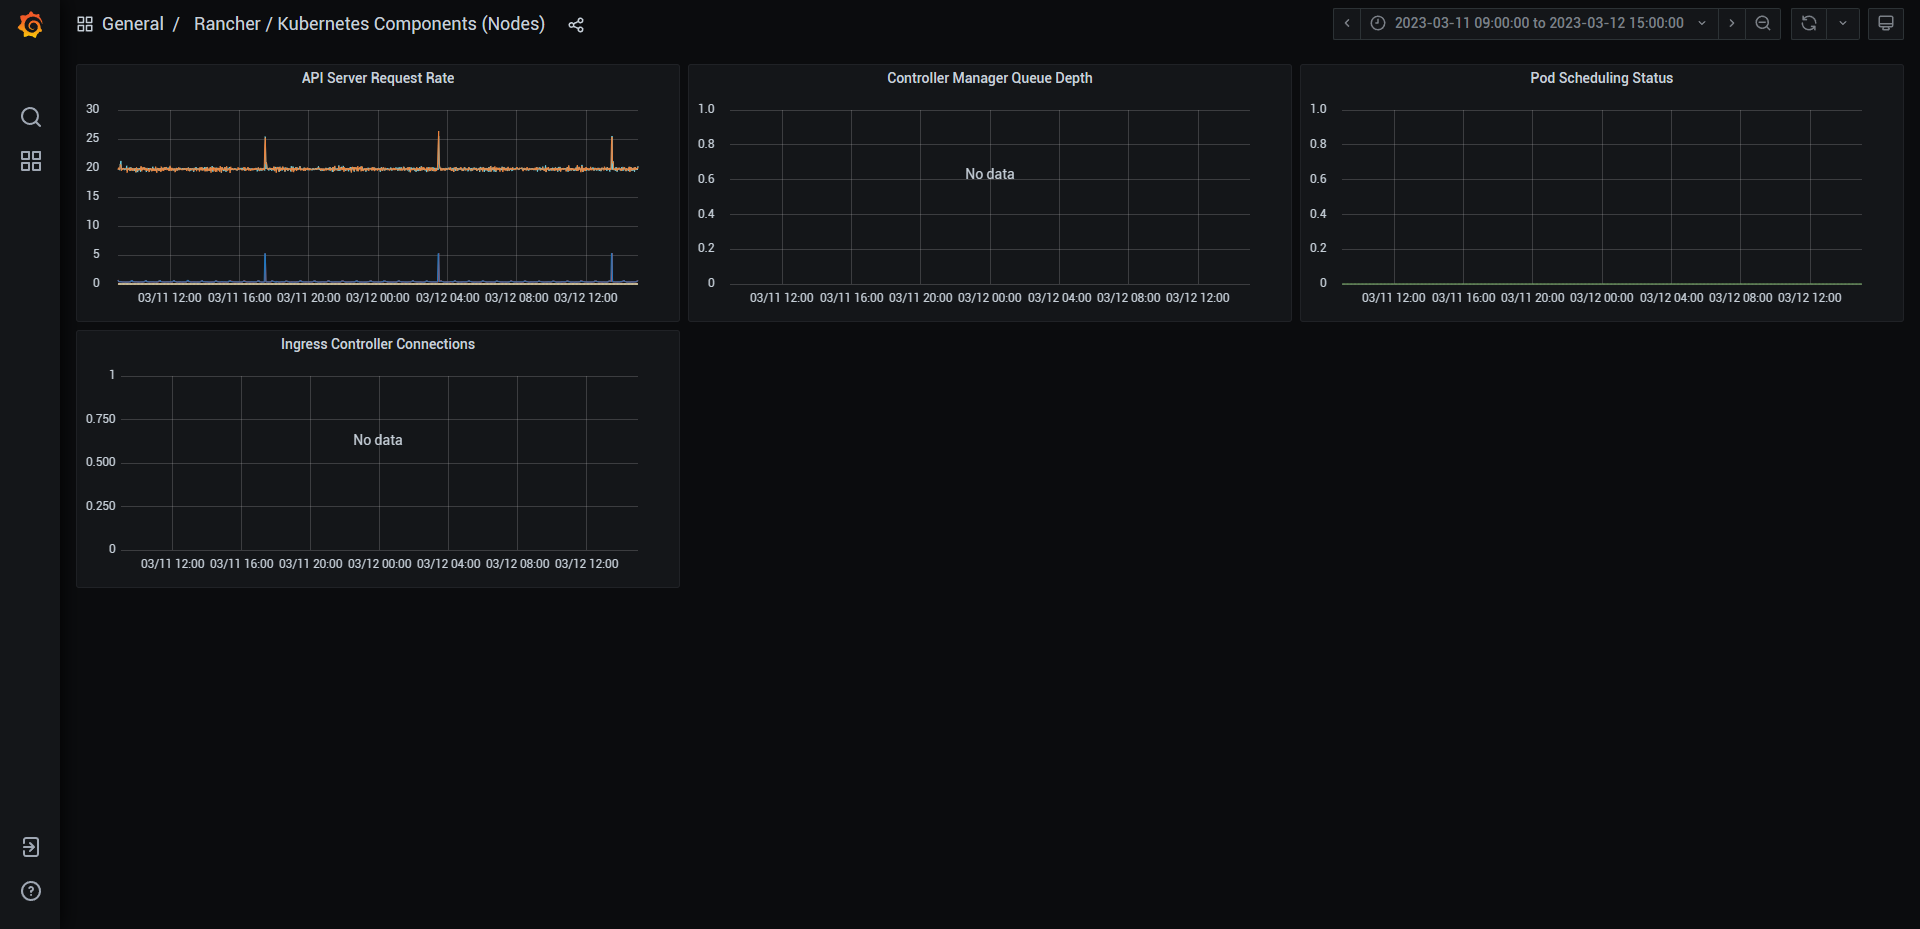 General / Rancher / Kubernetes Components (Nodes)
2023-03-11 09:00:00 to 2023-03-12 15:00:00
API Server Request Rate
30
25
20
15
10
5
0
03/11 12:00 03/11 16:00 03/11 20:00 03/12 00:00 03/12 04:00 03/12 08:00 03/12 12:00
Controller Manager Queue Depth
1.0
0.8
No data
0.6
0.4
0.2
0
03/11 12:00 03/11 16:00 03/11 20:00 03/12 00:00 03/12 04:00 03/12 08:00 03/12 12:00
Pod Scheduling Status
1.0
0.8
0.6
0.4
0.2
0
03/11 12:00 03/11 16:00 03/11 20:00 03/12 00:00 03/12 04:00 03/12 08:00 03/12 12:00
Ingress Controller Connections
1
0.750
No data
0.500
0.250
0
03/11 12:00 03/11 16:00 03/11 20:00 03/12 00:00 03/12 04:00 03/12 08:00 03/12 12:00